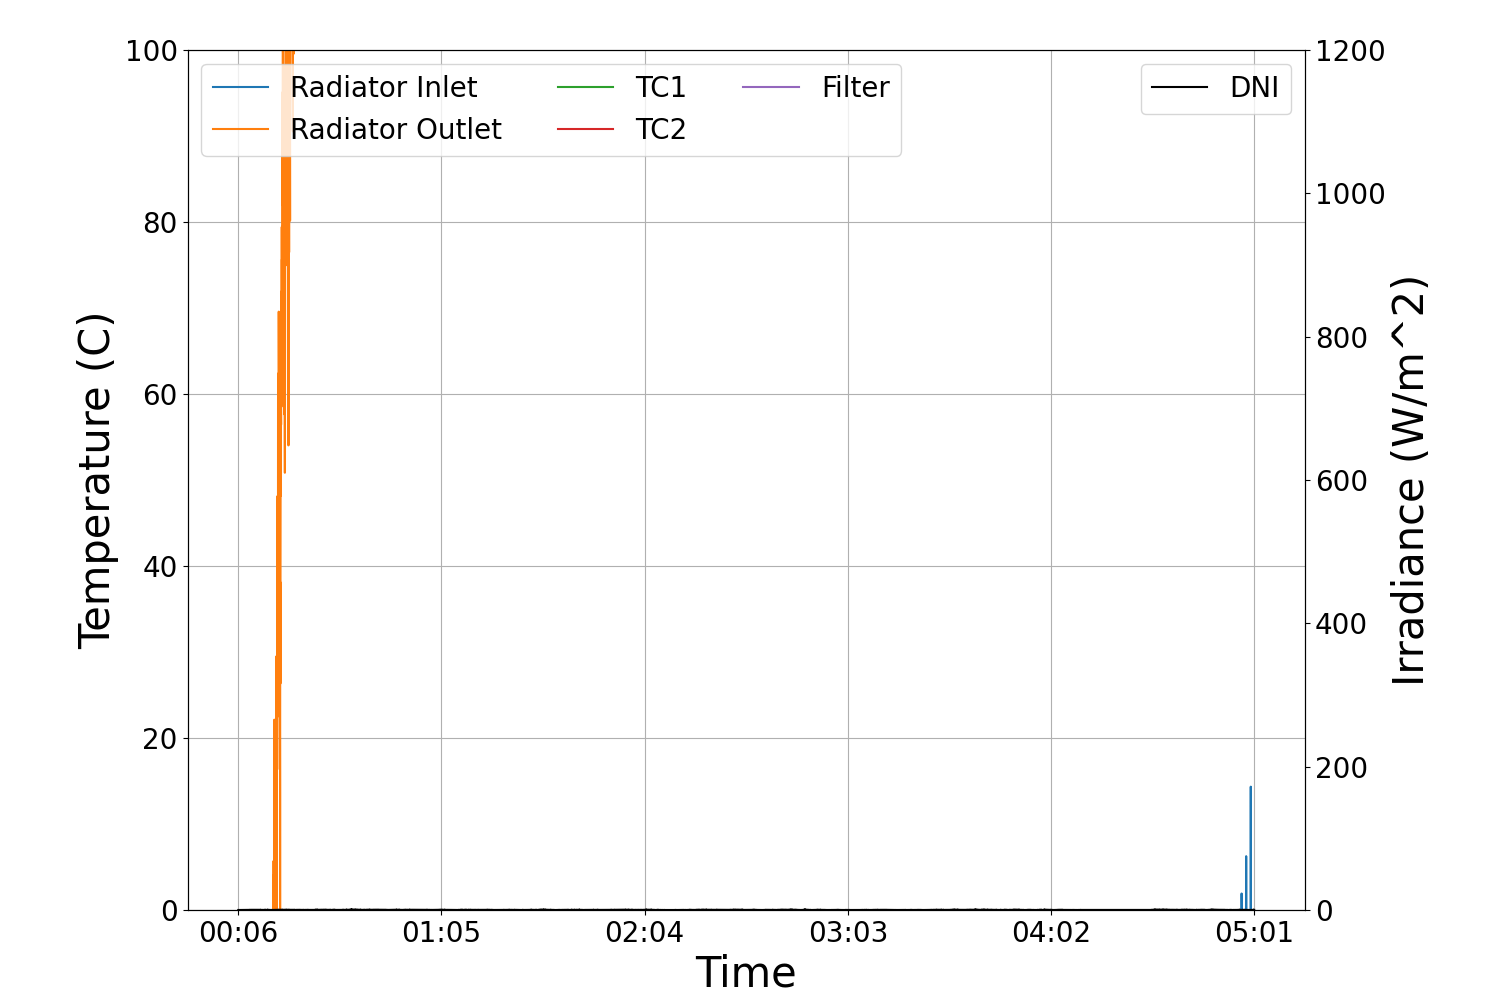 100
80
60
40
20
0
Temperature (C)
Radiator Inlet
Radiator Outlet
TC1
TC2
Filter
DNI
1200
1000
800
600
400
200
0
Irradiance (W/m^2)
00:06 01:05 02:04 03:03 04:02 05:01
Time